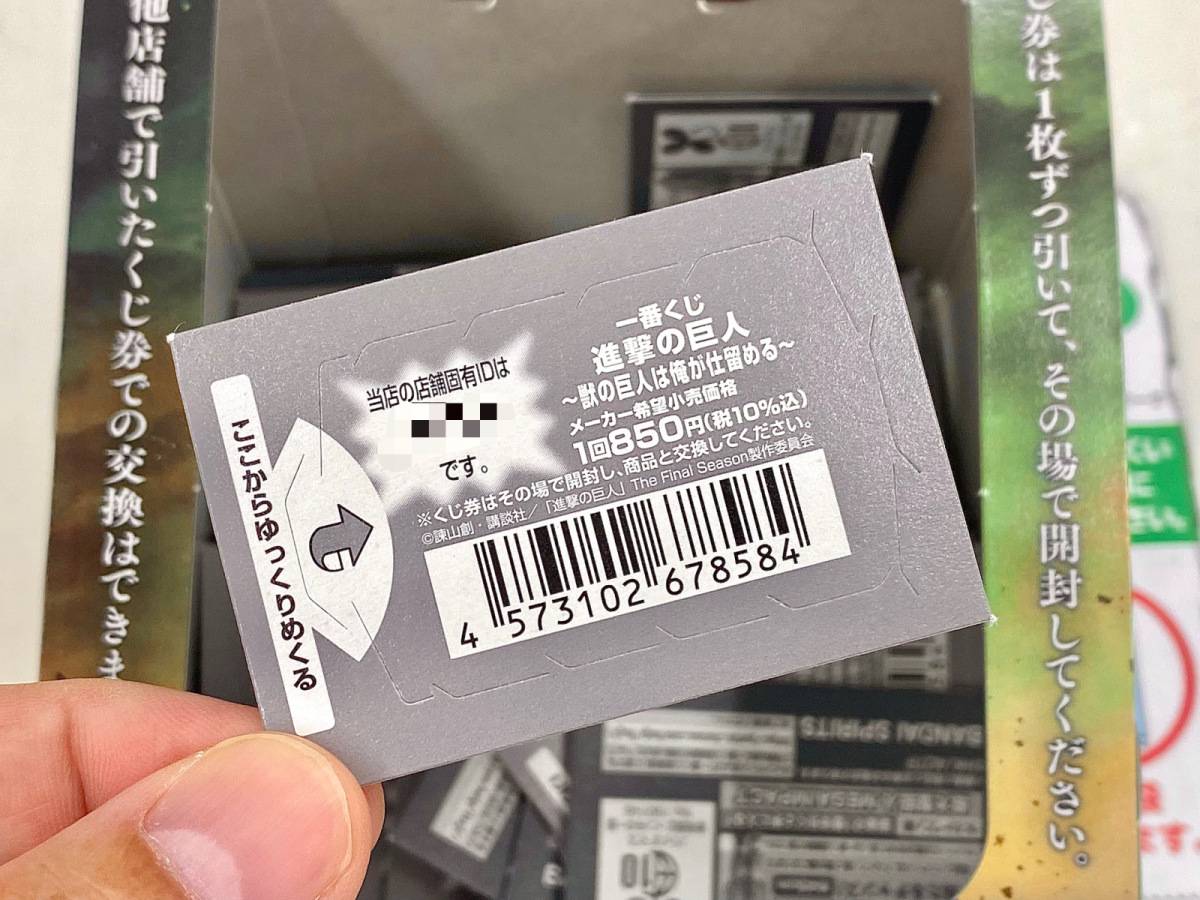 他店舗で引いたくじ券での交換はできま
じ券は1枚ずつ引いて、その場で開封してください。
ここからゆっくりめくる
当店の店舗固有IDは
です。
一番くじ
進撃の巨人
～獣の巨人は俺が仕留める～
メーカー希望小売価格
1回850円(税10%込)
※くじ券はその場で開封し、商品と交換してください。
©諫山創・講談社／「進撃の巨人」The Final Season製作委員会
4 573102 678584
BANDAI SPIRITS